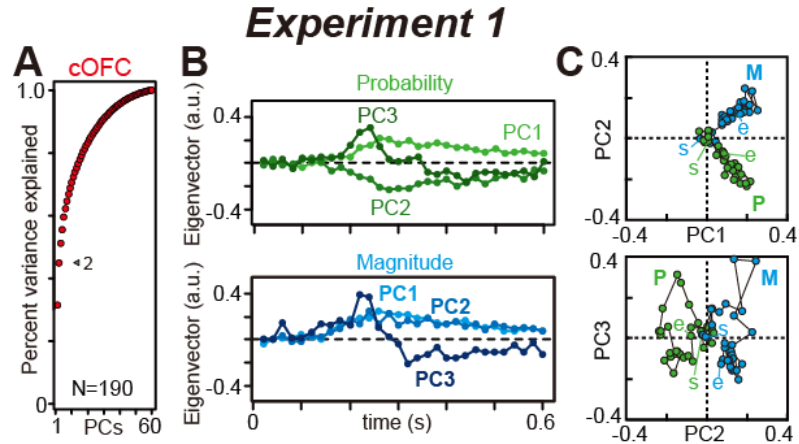 Experiment 1
A
cOFC
Percent variance explained
1.0
0
2
N=190
1
PCs
60
B
Probability
Eigenvector (a.u.)
0.4
-0.4
PC3
PC1
PC2
Magnitude
Eigenvector (a.u.)
0.4
-0.4
PC1
PC2
PC3
0
time (s)
0.6
C
0.4
PC2
-0.4
M
e
s
s
e
P
-0.4
PC1
0.4
0.4
PC3
-0.4
P
M
e
s
s
e
-0.4
PC2
0.4